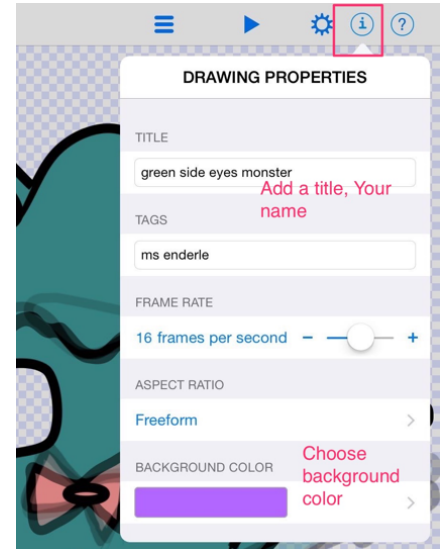 i ?
DRAWING PROPERTIES
TITLE
green side eyes monster
Add a title, Your
name
TAGS
ms enderle
FRAME RATE
16 frames per second - +
ASPECT RATIO
Freeform
Choose
background
color
BACKGROUND COLOR